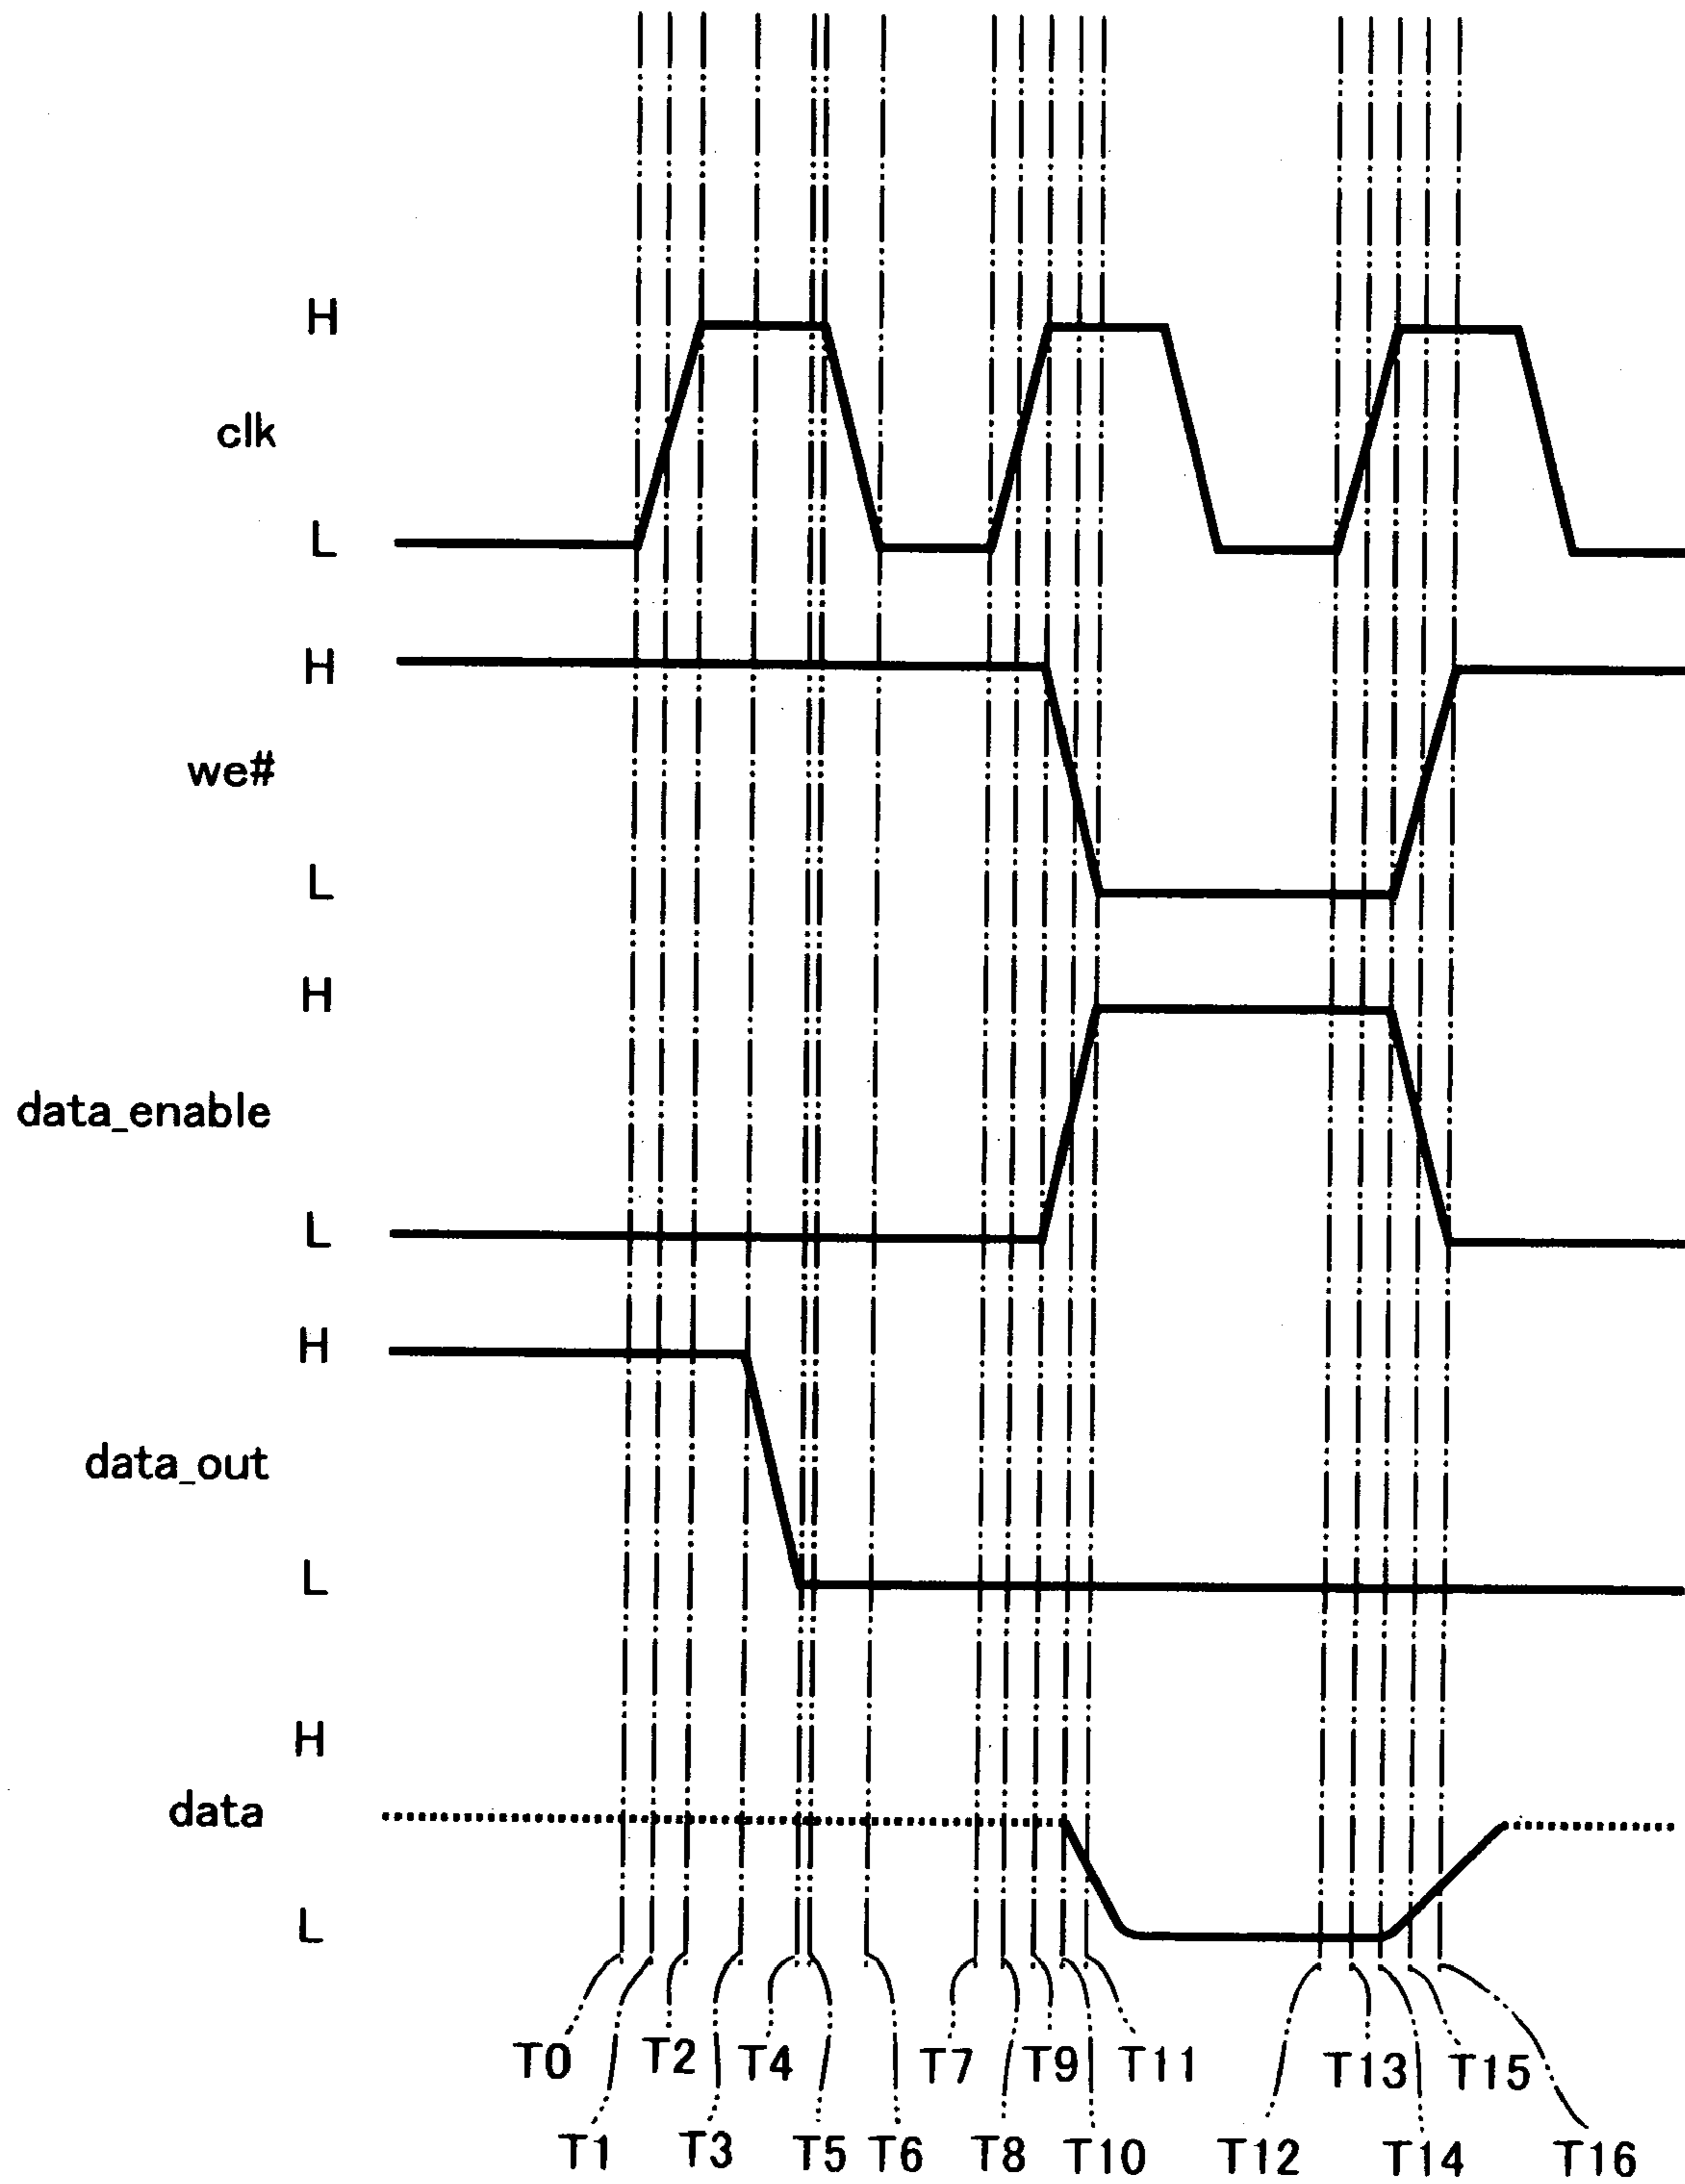 H
clk
L
H
we#
L
H
data_enable
L
H
data_out
L
H
data
L
T0 T2 T4 T7 T9 T11 T13 T15
T1 T3 T5 T6 T8 T10 T12 T14 T16